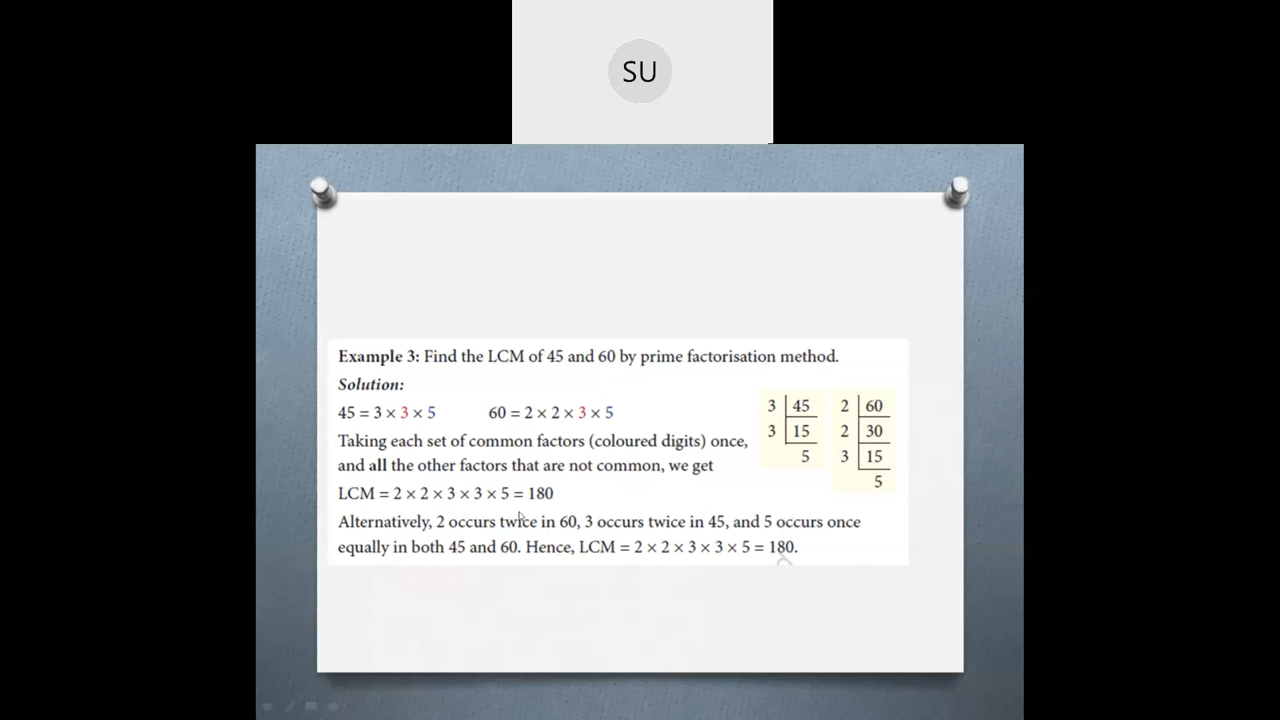 SU
Example 3: Find the LCM of 45 and 60 by prime factorisation method.
Solution:
45 = 3 × 3 × 5 60 = 2 × 2 × 3 × 5
Taking each set of common factors (coloured digits) once,
and all the other factors that are not common, we get
LCM = 2 × 2 × 3 × 3 × 5 = 180
Alternatively, 2 occurs twice in 60, 3 occurs twice in 45, and 5 occurs once
equally in both 45 and 60. Hence, LCM = 2 × 2 × 3 × 3 × 5 = 180.
3 45
3 15
5
2 60
2 30
3 15
5